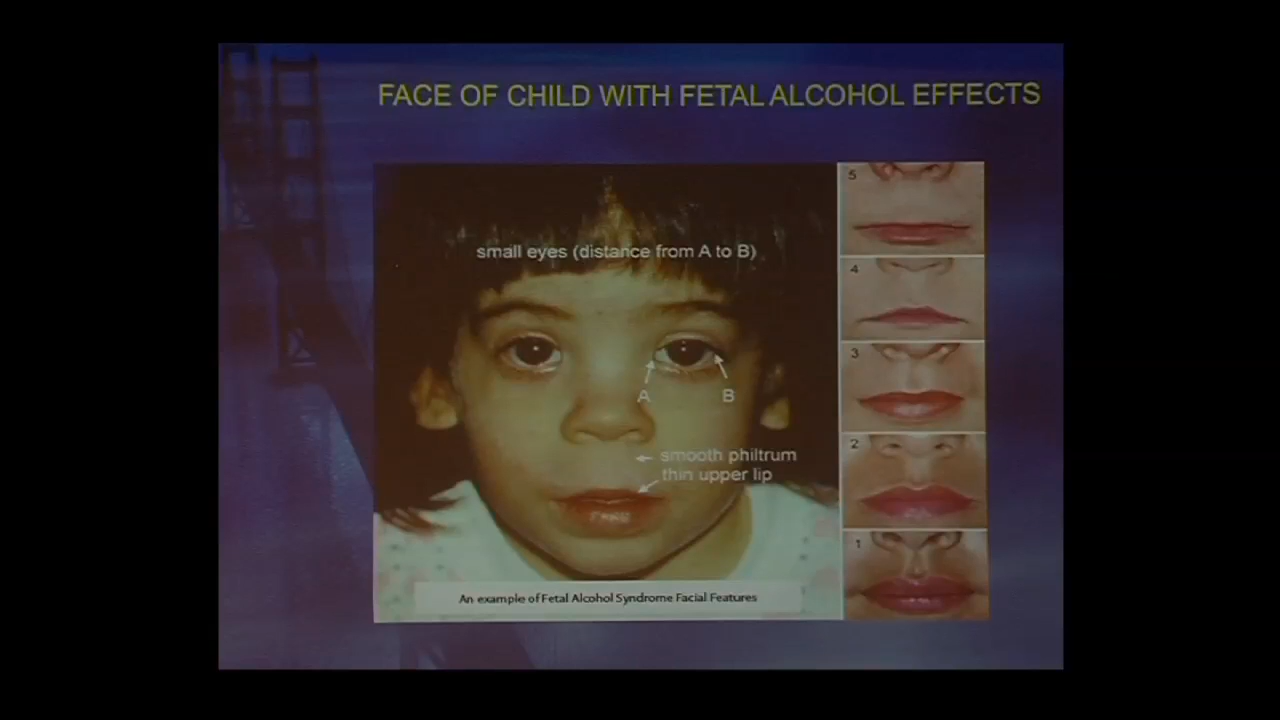 FACE OF CHILD WITH FETAL ALCOHOL EFFECTS
small eyes (distance from A to B)
A
B
smooth philtrum
thin upper lip
An example of Fetal Alcohol Syndrome Facial Features
5
4
3
2
1